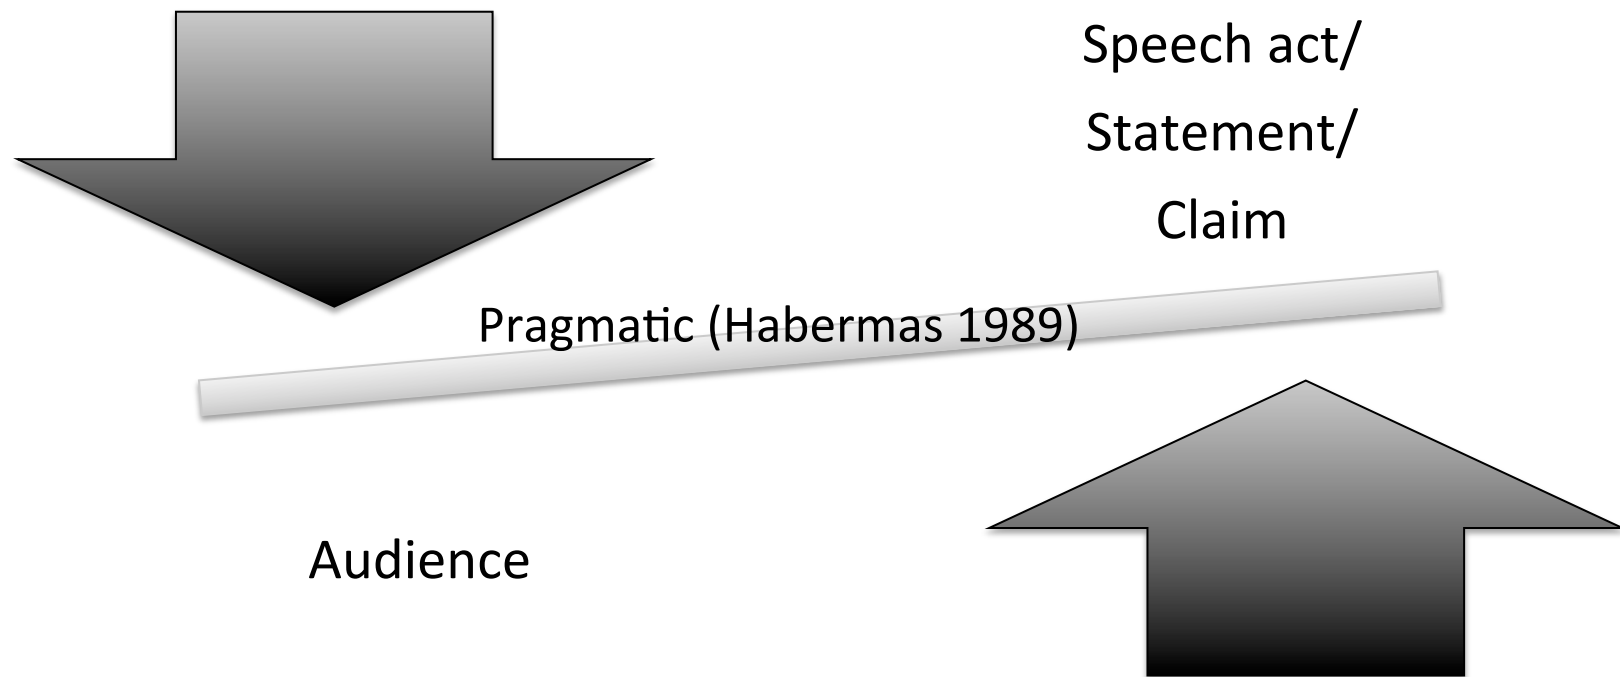 Speech act/
Statement/
Claim
Pragmatic (Habermas 1989)
Audience